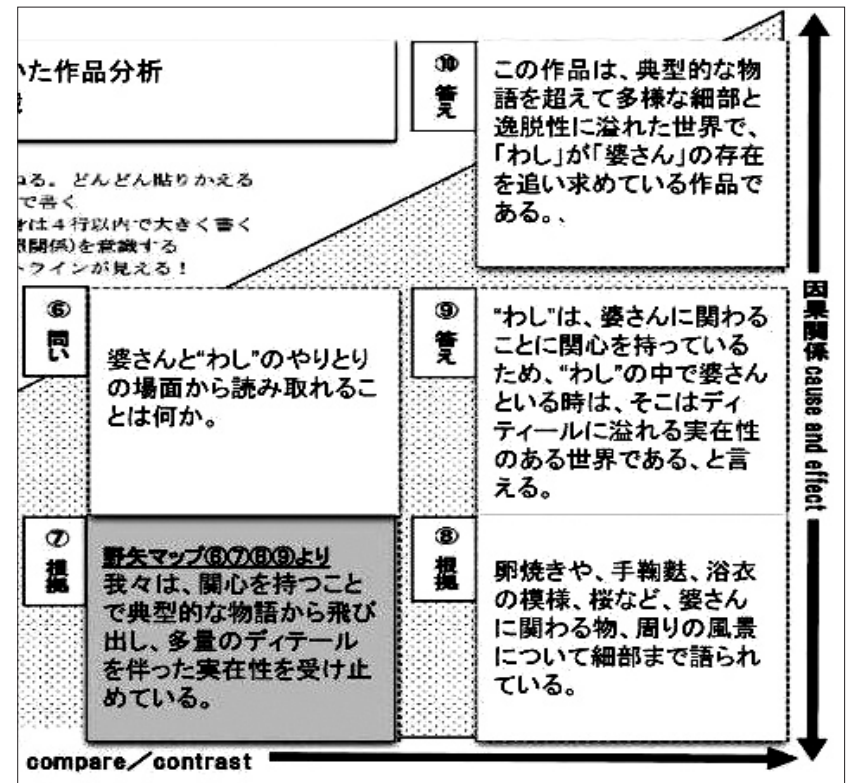 いた作品分析
⑩
答え
この作品は、典型的な物
語を超えて多様な細部と
逸脱性に溢れた世界で、
「わし」が「婆さん」の存在
を追い求めている作品で
ある。、
ねる。どんどん貼りかえる
で書く
は4行以内で大きく書く
関係)を意識する
トラインが見える!
⑥
問い
婆さんと“わし”のやりとり
の場面から読み取れるこ
とは何か。
⑨
答え
“わし”は、婆さんに関わる
ことに関心を持っている
ため、“わし”の中で婆さん
といる時は、そこはディ
ティールに溢れる実在性
のある世界である、と言
える。
⑦
根拠
野矢マップ⑥⑦⑧⑨より
我々は、関心を持つこと
で典型的な物語から飛び
出し、多量のディテール
を伴った実在性を受け止
めている。
⑧
根拠
卵焼きや、手鞠麩、浴衣
の模様、桜など、婆さん
に関わる物、周りの風景
について細部まで語られ
ている。
因果関係 cause and effect
compare/contrast